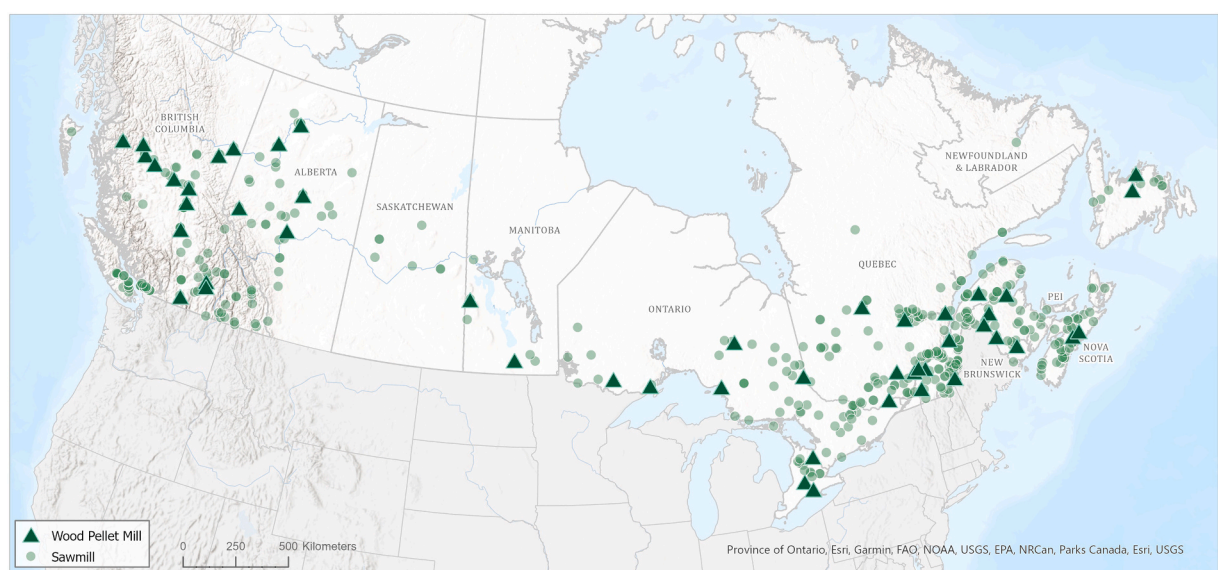 BRITISH
COLUMBIA
ALBERTA
SASKATCHEWAN
MANITOBA
ONTARIO
QUEBEC
NEWFOUNDLAND
& LABRADOR
PEI
NOVA
SCOTIA
NEW
BRUNSWICK
Wood Pellet Mill
Sawmill
0 250 500 Kilometers
Province of Ontario, Esri, Garmin, FAO, NOAA, USGS, EPA, NRCan, Parks Canada, Esri, USGS